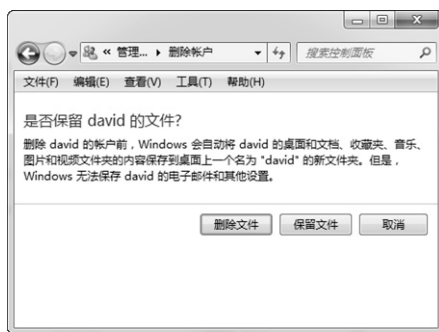 « 管理... ▸ 删除帐户 搜索控制面板
文件(F) 编辑(E) 查看(V) 工具(T) 帮助(H)
是否保留 david 的文件?
删除 david 的帐户前，Windows 会自动将 david 的桌面和文档、收藏夹、音乐、
图片和视频文件夹的内容保存到桌面上一个名为 "david" 的新文件夹。但是，
Windows 无法保存 david 的电子邮件和其他设置。
删除文件 保留文件 取消